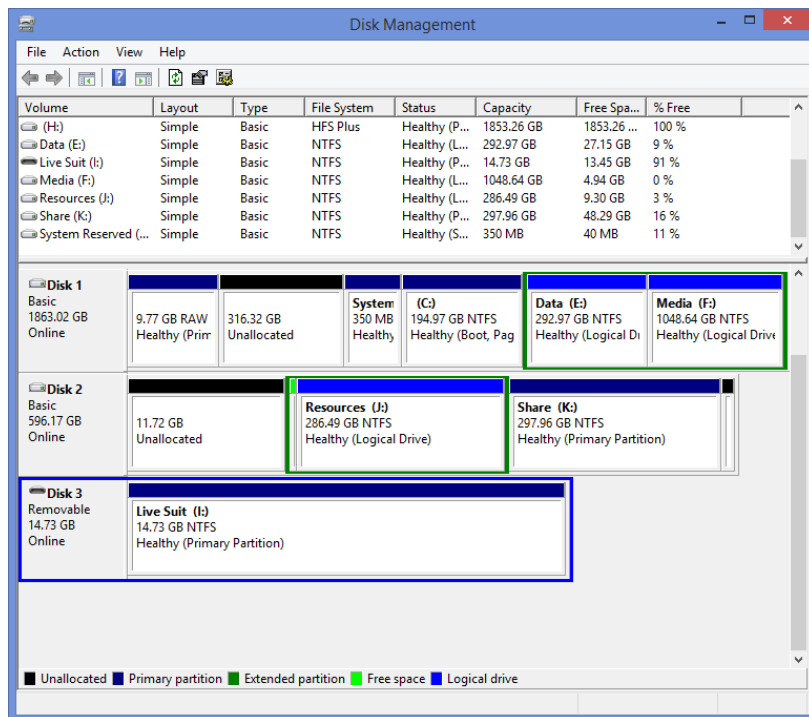 Disk Management
File Action View Help
Volume Layout Type File System Status Capacity Free Spa... % Free
(H:) Simple Basic HFS Plus Healthy (P... 1853.26 GB 1853.26 ... 100 %
Data (E:) Simple Basic NTFS Healthy (L... 292.97 GB 27.15 GB 9 %
Live Suit (I:) Simple Basic NTFS Healthy (P... 14.73 GB 13.45 GB 91 %
Media (F:) Simple Basic NTFS Healthy (L... 1048.64 GB 4.94 GB 0 %
Resources (J:) Simple Basic NTFS Healthy (L... 286.49 GB 9.30 GB 3 %
Share (K:) Simple Basic NTFS Healthy (P... 297.96 GB 48.29 GB 16 %
System Reserved (... Simple Basic NTFS Healthy (S... 350 MB 40 MB 11 %
Disk 1
Basic
1863.02 GB
Online
9.77 GB RAW
Healthy (Prim
316.32 GB
Unallocated
System
350 MB
Healthy
(C:)
194.97 GB NTFS
Healthy (Boot, Pag
Data (E:)
292.97 GB NTFS
Healthy (Logical Dr
Media (F:)
1048.64 GB NTFS
Healthy (Logical Drive
Disk 2
Basic
596.17 GB
Online
11.72 GB
Unallocated
Resources (J:)
286.49 GB NTFS
Healthy (Logical Drive)
Share (K:)
297.96 GB NTFS
Healthy (Primary Partition)
Disk 3
Removable
14.73 GB
Online
Live Suit (I:)
14.73 GB NTFS
Healthy (Primary Partition)
Unallocated Primary partition Extended partition Free space Logical drive